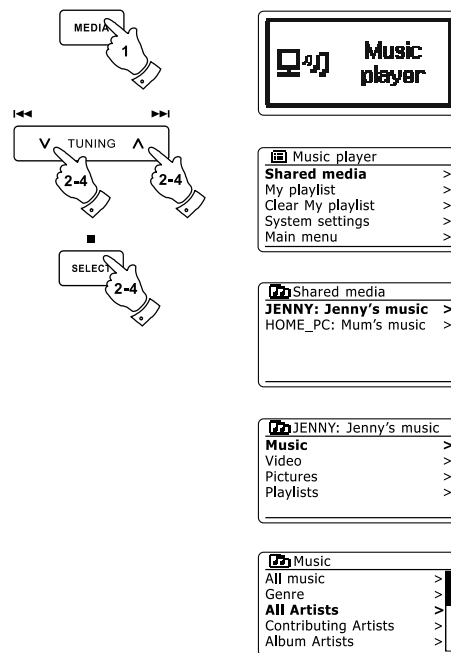 MEDIA
1
V TUNING Λ
2-4 2-4
SELECT
2-4
Music
player
Music player
Shared media >
My playlist >
Clear My playlist >
System settings >
Main menu >
Shared media
JENNY: Jenny's music >
HOME_PC: Mum's music >
JENNY: Jenny's music
Music >
Video >
Pictures >
Playlists >
Music
All music >
Genre >
All Artists >
Contributing Artists >
Album Artists >